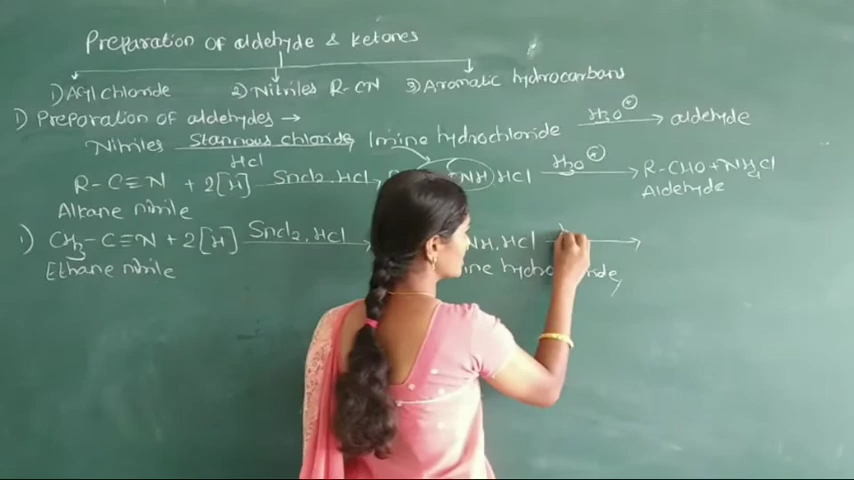 Preparation of aldehyde & ketones
1) Acyl chloride 2) Nitriles R-CN 3) Aromatic hydrocarbons
1) Preparation of aldehydes →
Nitriles Stannous chloride HCl Imine hydrochloride H3O⊕ aldehyde
R-C≡N + 2[H] SnCl2, HCl NH) HCl H3O⊕ R-CHO + NH4Cl
Alkane nitrile Aldehyde
1) CH3-C≡N + 2[H] SnCl2, HCl NH.HCl
Ethane nitrile